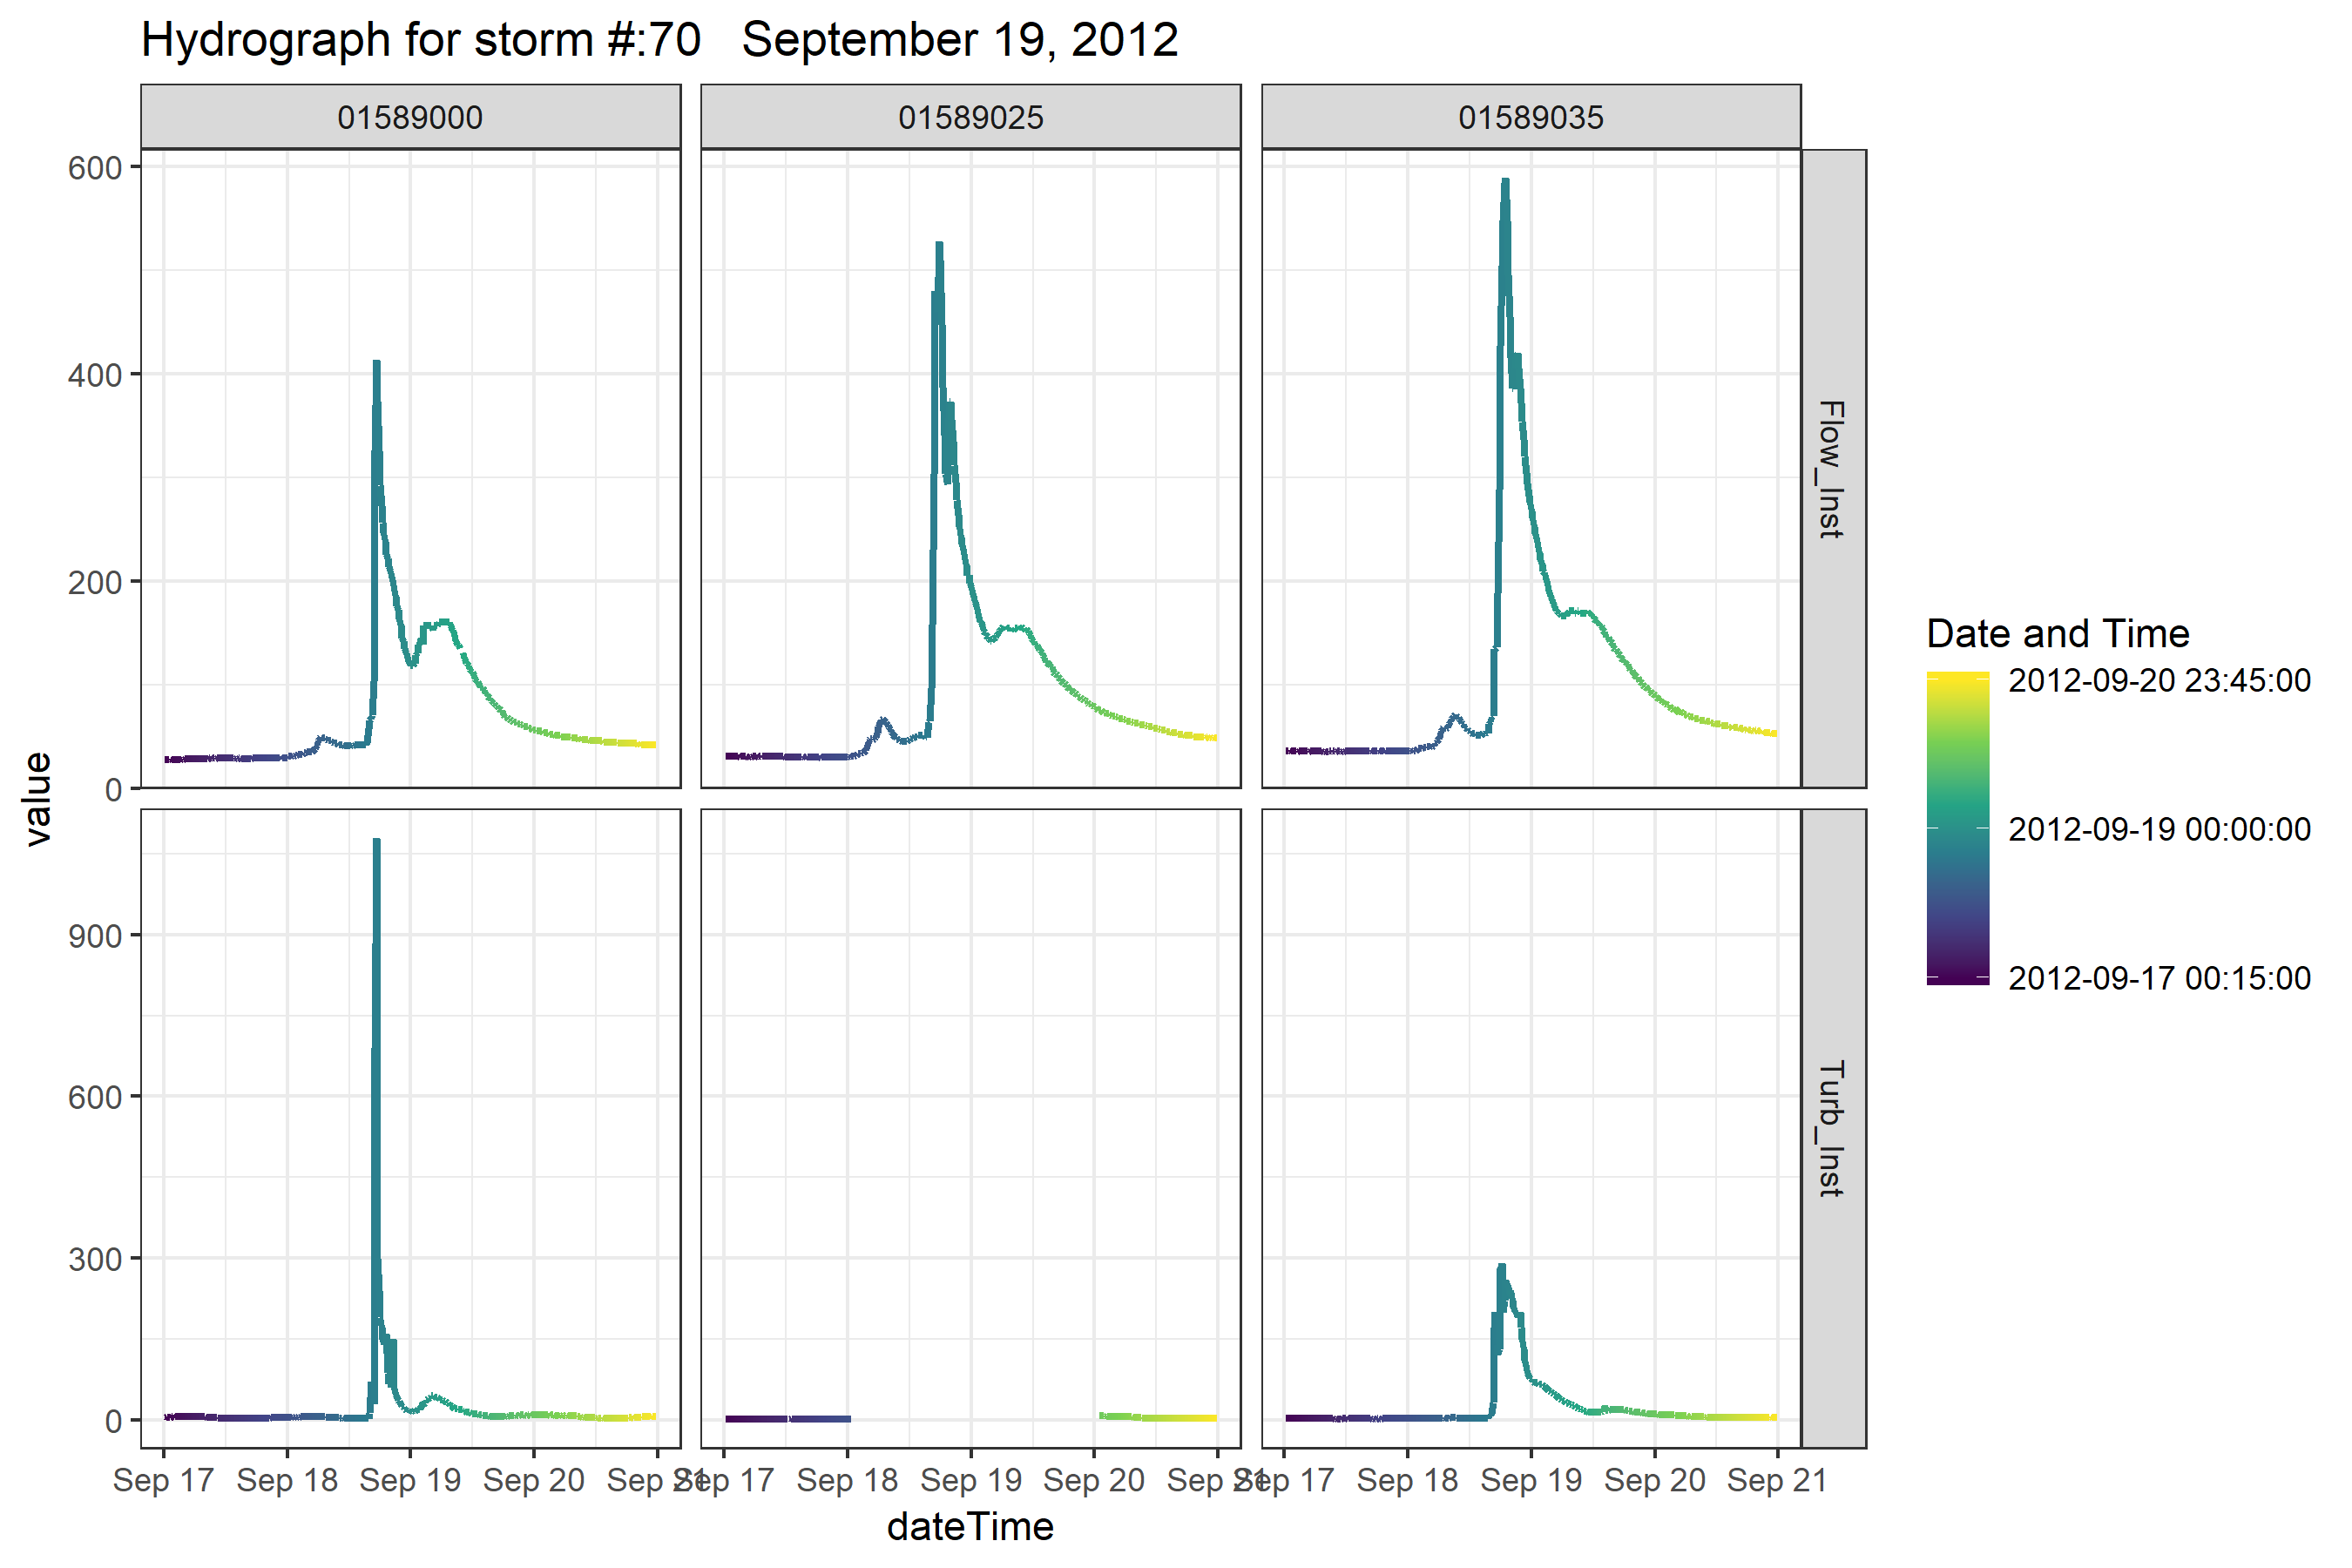 Hydrograph for storm #:70   September 19, 2012
01589000
01589025
01589035
600
400
200
0
Flow_Inst
900
600
300
0
Turb_Inst
value
Sep 17
Sep 18
Sep 19
Sep 20
Sep 21
Sep 17
Sep 18
Sep 19
Sep 20
Sep 21
Sep 17
Sep 18
Sep 19
Sep 20
Sep 21
dateTime
Date and Time
2012-09-20 23:45:00
2012-09-19 00:00:00
2012-09-17 00:15:00